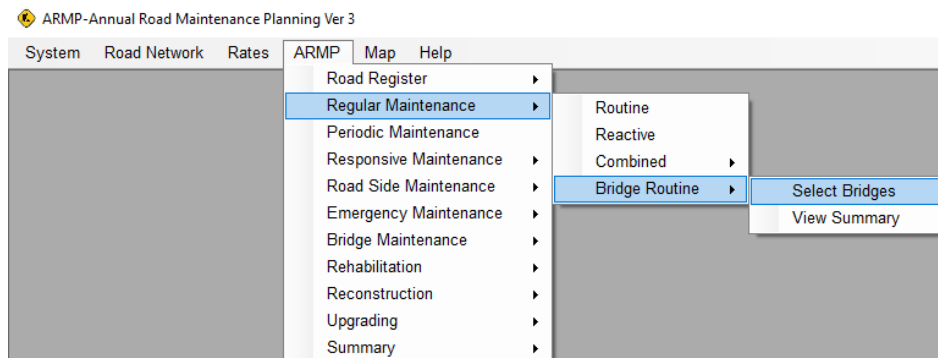 ARMP-Annual Road Maintenance Planning Ver 3
System Road Network Rates ARMP Map Help
Road Register
Regular Maintenance
Periodic Maintenance
Responsive Maintenance
Road Side Maintenance
Emergency Maintenance
Bridge Maintenance
Rehabilitation
Reconstruction
Upgrading
Summary
Routine
Reactive
Combined
Bridge Routine
Select Bridges
View Summary